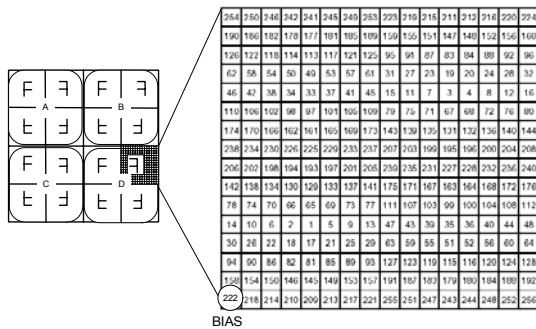 254 250 246 242 241 245 249 253 223 219 215 211 212 216 220 224
190 186 182 178 177 181 185 189 159 155 151 147 148 152 156 160
126 122 118 114 113 117 121 125 95 91 87 83 84 88 92 96
62 58 54 50 49 53 57 61 31 27 23 19 20 24 28 32
46 42 38 34 33 37 41 45 15 11 7 3 4 8 12 16
110 106 102 98 97 101 105 109 79 75 71 67 68 72 76 80
174 170 166 162 161 165 169 173 143 139 135 131 132 136 140 144
238 234 230 226 225 229 233 237 207 203 199 195 196 200 204 208
206 202 198 194 193 197 201 205 239 235 231 227 228 232 236 240
142 138 134 130 129 133 137 141 175 171 167 163 164 168 172 176
78 74 70 66 65 69 73 77 111 107 103 99 100 104 108 112
14 10 6 2 1 5 9 13 47 43 39 35 36 40 44 48
30 26 22 18 17 21 25 29 63 59 55 51 52 56 60 64
94 90 86 82 81 85 89 93 127 123 119 115 116 120 124 128
158 154 150 146 145 149 153 157 191 187 183 179 180 184 188 192
222 218 214 210 209 213 217 221 255 251 247 243 244 248 252 256
BIAS
F F F F
A B
F F F F
F F F F
C D
F F F F